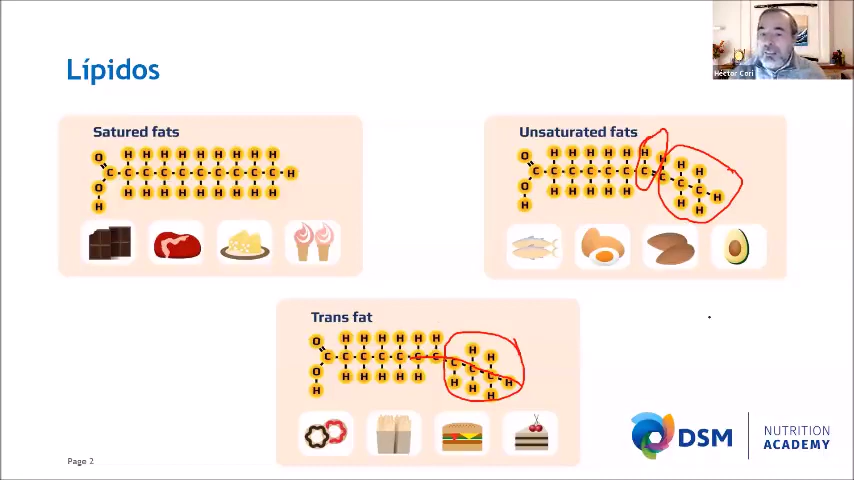 Lípidos
Héctor Cori
Satured fats
O H H H H H H H H H
C C C C C C C C C C H
O H H H H H H H H H
H
Unsaturated fats
O H H H H H H H H H
C C C C C C C C C C H
O H H H H H H H
H
Trans fat
O H H H H H H H H
C C C C C C C C C C H
O H H H H H H H H
H
DSM
NUTRITION
ACADEMY
Page 2